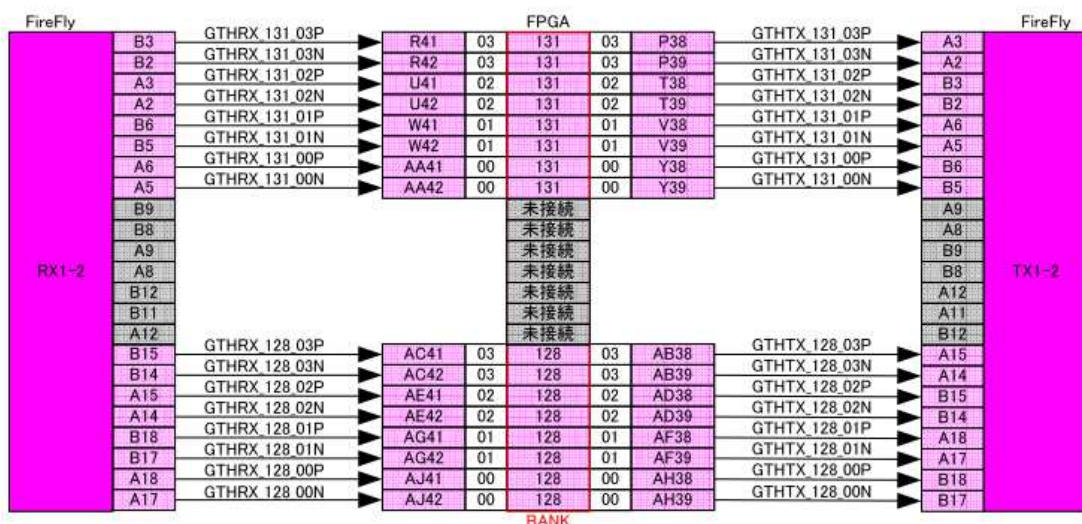 FireFly FPGA FireFly
B3 GTHRX_131_03P R41 03 131 03 P38 GTHTX_131_03P A3
B2 GTHRX_131_03N R42 03 131 03 P39 GTHTX_131_03N A2
A3 GTHRX_131_02P U41 02 131 02 T38 GTHTX_131_02P B3
A2 GTHRX_131_02N U42 02 131 02 T39 GTHTX_131_02N B2
B6 GTHRX_131_01P W41 01 131 01 V38 GTHTX_131_01P A6
B5 GTHRX_131_01N W42 01 131 01 V39 GTHTX_131_01N A5
A6 GTHRX_131_00P AA41 00 131 00 Y38 GTHTX_131_00P B6
A5 GTHRX_131_00N AA42 00 131 00 Y39 GTHTX_131_00N B5
B9 未接続 A9
B8 未接続 A8
A9 未接続 B9
RX1-2 A8 未接続 B8 TX1-2
B12 未接続 A12
B11 未接続 A11
A12 未接続 B12
B15 GTHRX_128_03P AC41 03 128 03 AB38 GTHTX_128_03P A15
B14 GTHRX_128_03N AC42 03 128 03 AB39 GTHTX_128_03N A14
A15 GTHRX_128_02P AE41 02 128 02 AD38 GTHTX_128_02P B15
A14 GTHRX_128_02N AE42 02 128 02 AD39 GTHTX_128_02N B14
B18 GTHRX_128_01P AG41 01 128 01 AF38 GTHTX_128_01P A18
B17 GTHRX_128_01N AG42 01 128 01 AF39 GTHTX_128_01N A17
A18 GTHRX_128_00P AJ41 00 128 00 AH38 GTHTX_128_00P B18
A17 GTHRX_128_00N AJ42 00 128 00 AH39 GTHTX_128_00N B17
BANK